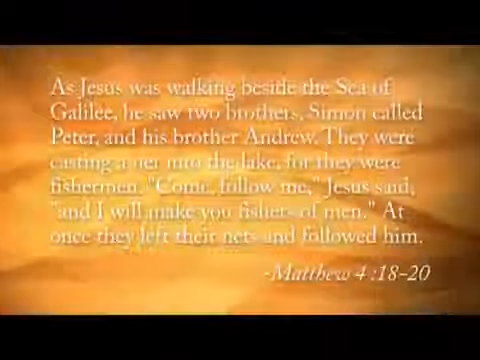 As Jesus was walking beside the Sea of
Galilee, he saw two brothers, Simon called
Peter, and his brother Andrew. They were
casting a net into the lake, for they were
fishermen. "Come, follow me," Jesus said,
"and I will make you fishers of men." At
once they left their nets and followed him.
-Matthew 4:18-20